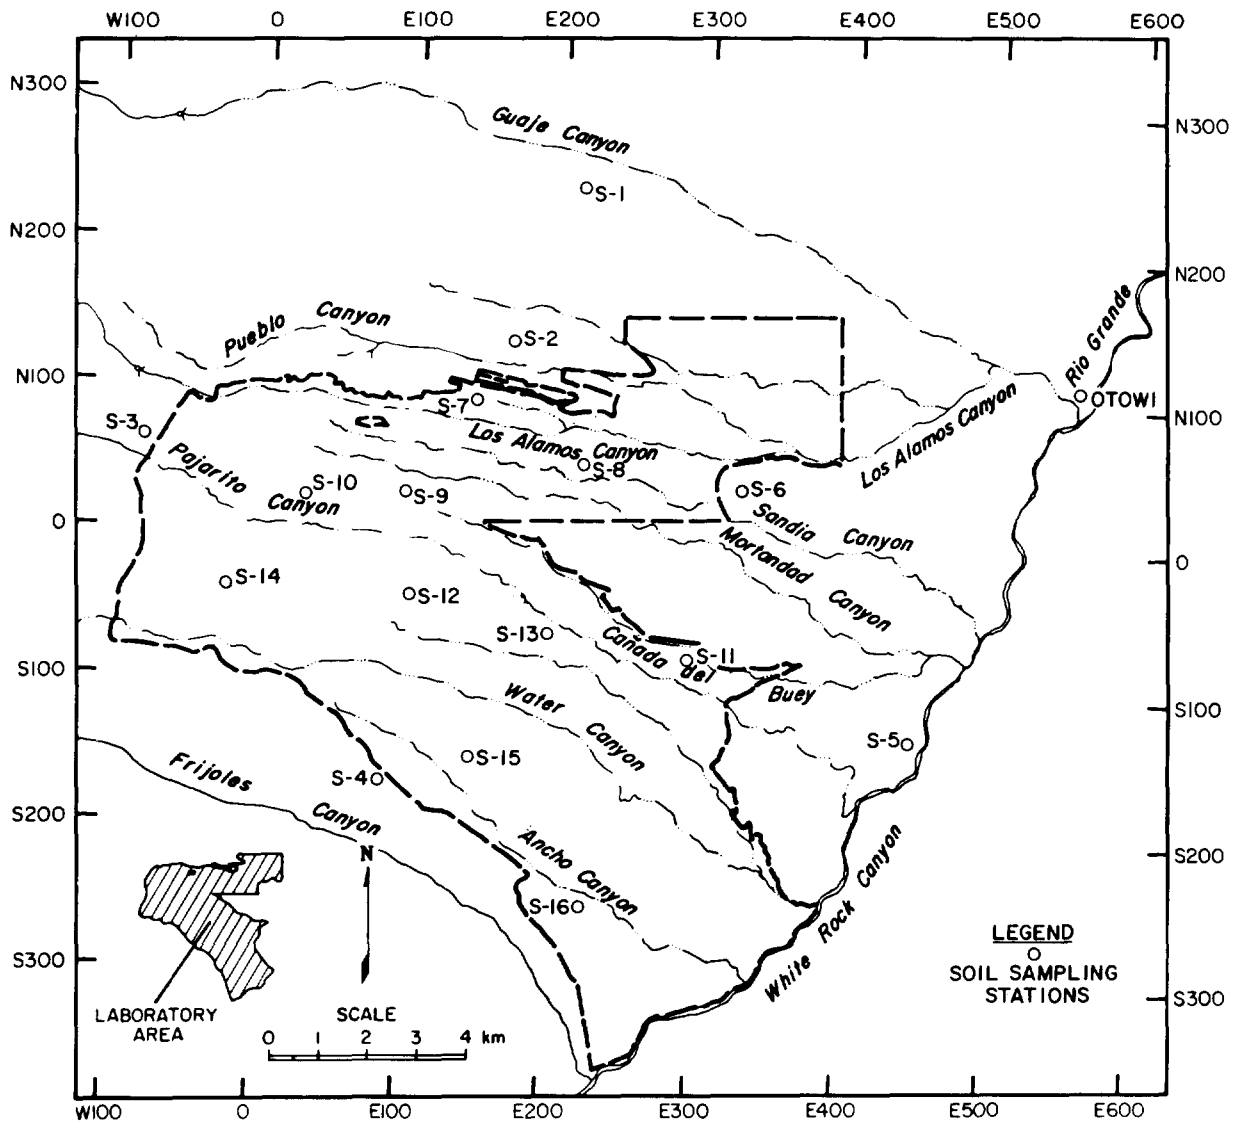 W100 0 E100 E200 E300 E400 E500 E600
N300
N300
Guaje Canyon
S-1
N200
N200
Rio Grande
Pueblo Canyon
S-2
N100
N100
OTOWI
S-7
S-3
Los Alamos Canyon
Los Alamos Canyon
Pajarito Canyon
S-8
S-10
S-9
S-6
0
Sandia Canyon
Mortandad Canyon
0
S-14
S-12
S-13
Cañada del Buey
S-11
S100
S100
Water Canyon
S-5
S-15
S-4
Frijoles Canyon
S200
S200
Ancho Canyon
N
S-16
White Rock Canyon
LEGEND
SOIL SAMPLING
STATIONS
S300
S300
LABORATORY
AREA
SCALE
0 1 2 3 4 km
W100 0 E100 E200 E300 E400 E500 E600